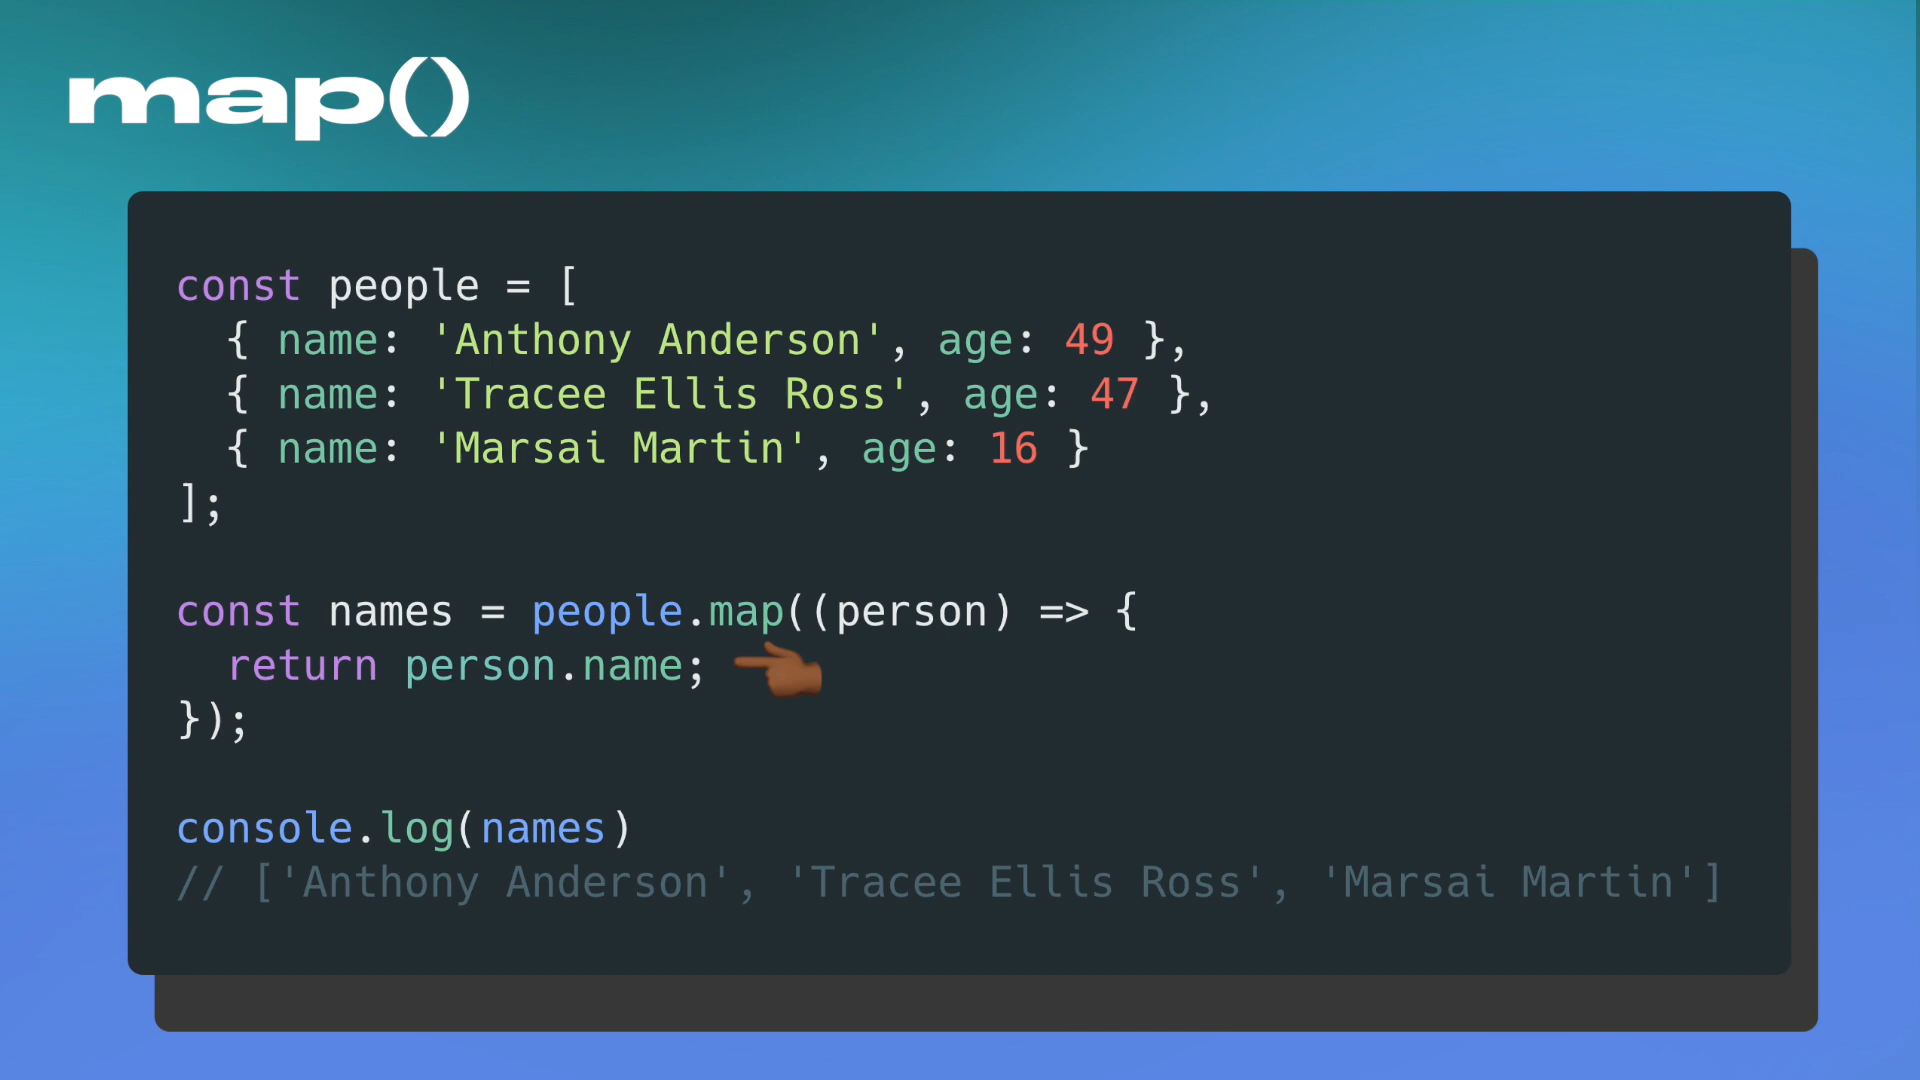 map()
const people = [
  { name: 'Anthony Anderson', age: 49 },
  { name: 'Tracee Ellis Ross', age: 47 },
  { name: 'Marsai Martin', age: 16 }
];
const names = people.map((person) => {
  return person.name;
});
console.log(names)
// ['Anthony Anderson', 'Tracee Ellis Ross', 'Marsai Martin']